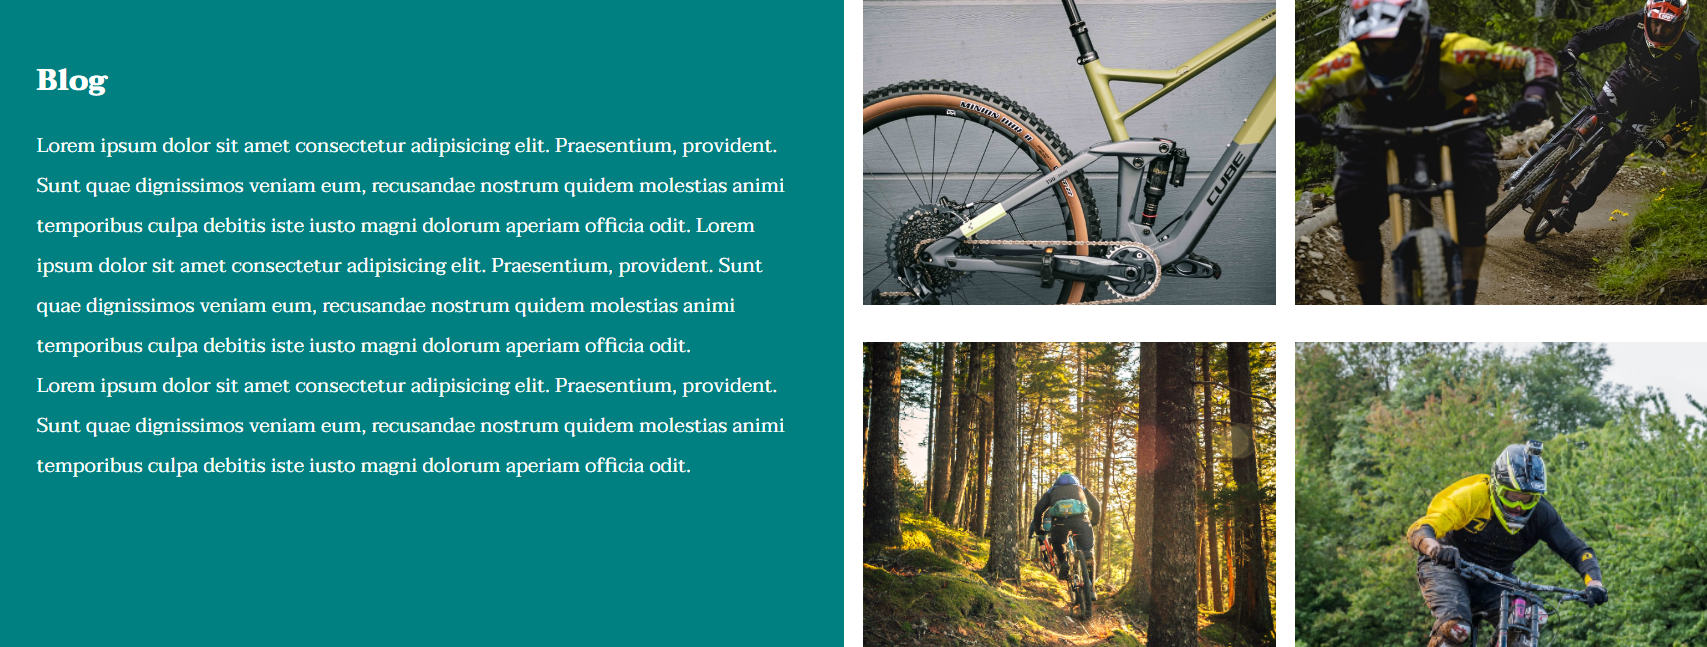 Blog
Lorem ipsum dolor sit amet consectetur adipisicing elit. Praesentium, provident.
Sunt quae dignissimos veniam eum, recusandae nostrum quidem molestias animi
temporibus culpa debitis iste iusto magni dolorum aperiam officia odit. Lorem
ipsum dolor sit amet consectetur adipisicing elit. Praesentium, provident. Sunt
quae dignissimos veniam eum, recusandae nostrum quidem molestias animi
temporibus culpa debitis iste iusto magni dolorum aperiam officia odit.
Lorem ipsum dolor sit amet consectetur adipisicing elit. Praesentium, provident.
Sunt quae dignissimos veniam eum, recusandae nostrum quidem molestias animi
temporibus culpa debitis iste iusto magni dolorum aperiam officia odit.
MINION DHR II
CUBE